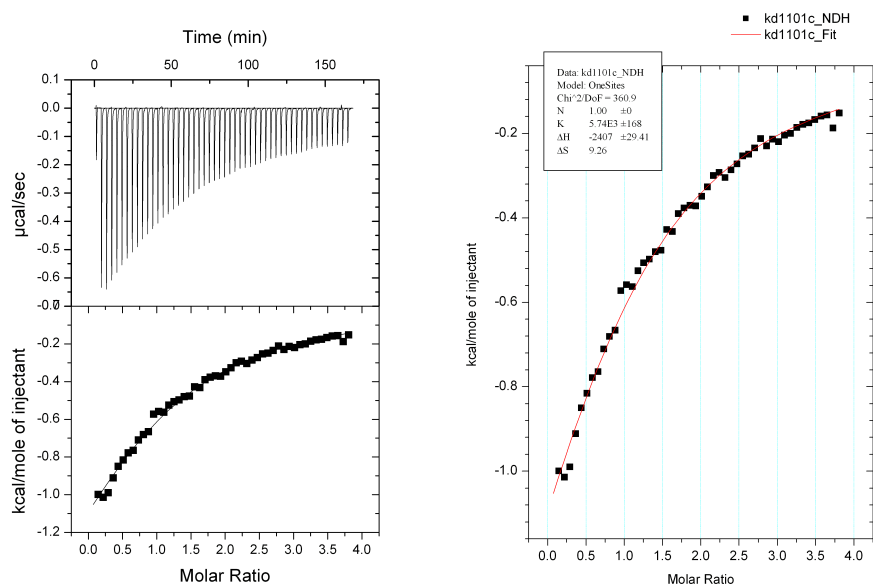 Time (min)
0 50 100 150
0.1
0.0
-0.1
-0.2
-0.3
-0.4
-0.5
-0.6
-0.7
µcal/sec
-0.2
-0.4
-0.6
-0.8
-1.0
-1.2
kcal/mole of injectant
0.0 0.5 1.0 1.5 2.0 2.5 3.0 3.5 4.0
Molar Ratio
kd1101c_NDH
kd1101c_Fit
Data: kd1101c_NDH
Model: OneSites
Chi^2/DoF = 360.9
N 1.00 ±0
K 5.74E3 ±168
ΔH -2407 ±29.41
ΔS 9.26
-0.2
-0.4
-0.6
-0.8
-1.0
kcal/mole of injectant
0.0 0.5 1.0 1.5 2.0 2.5 3.0 3.5 4.0
Molar Ratio